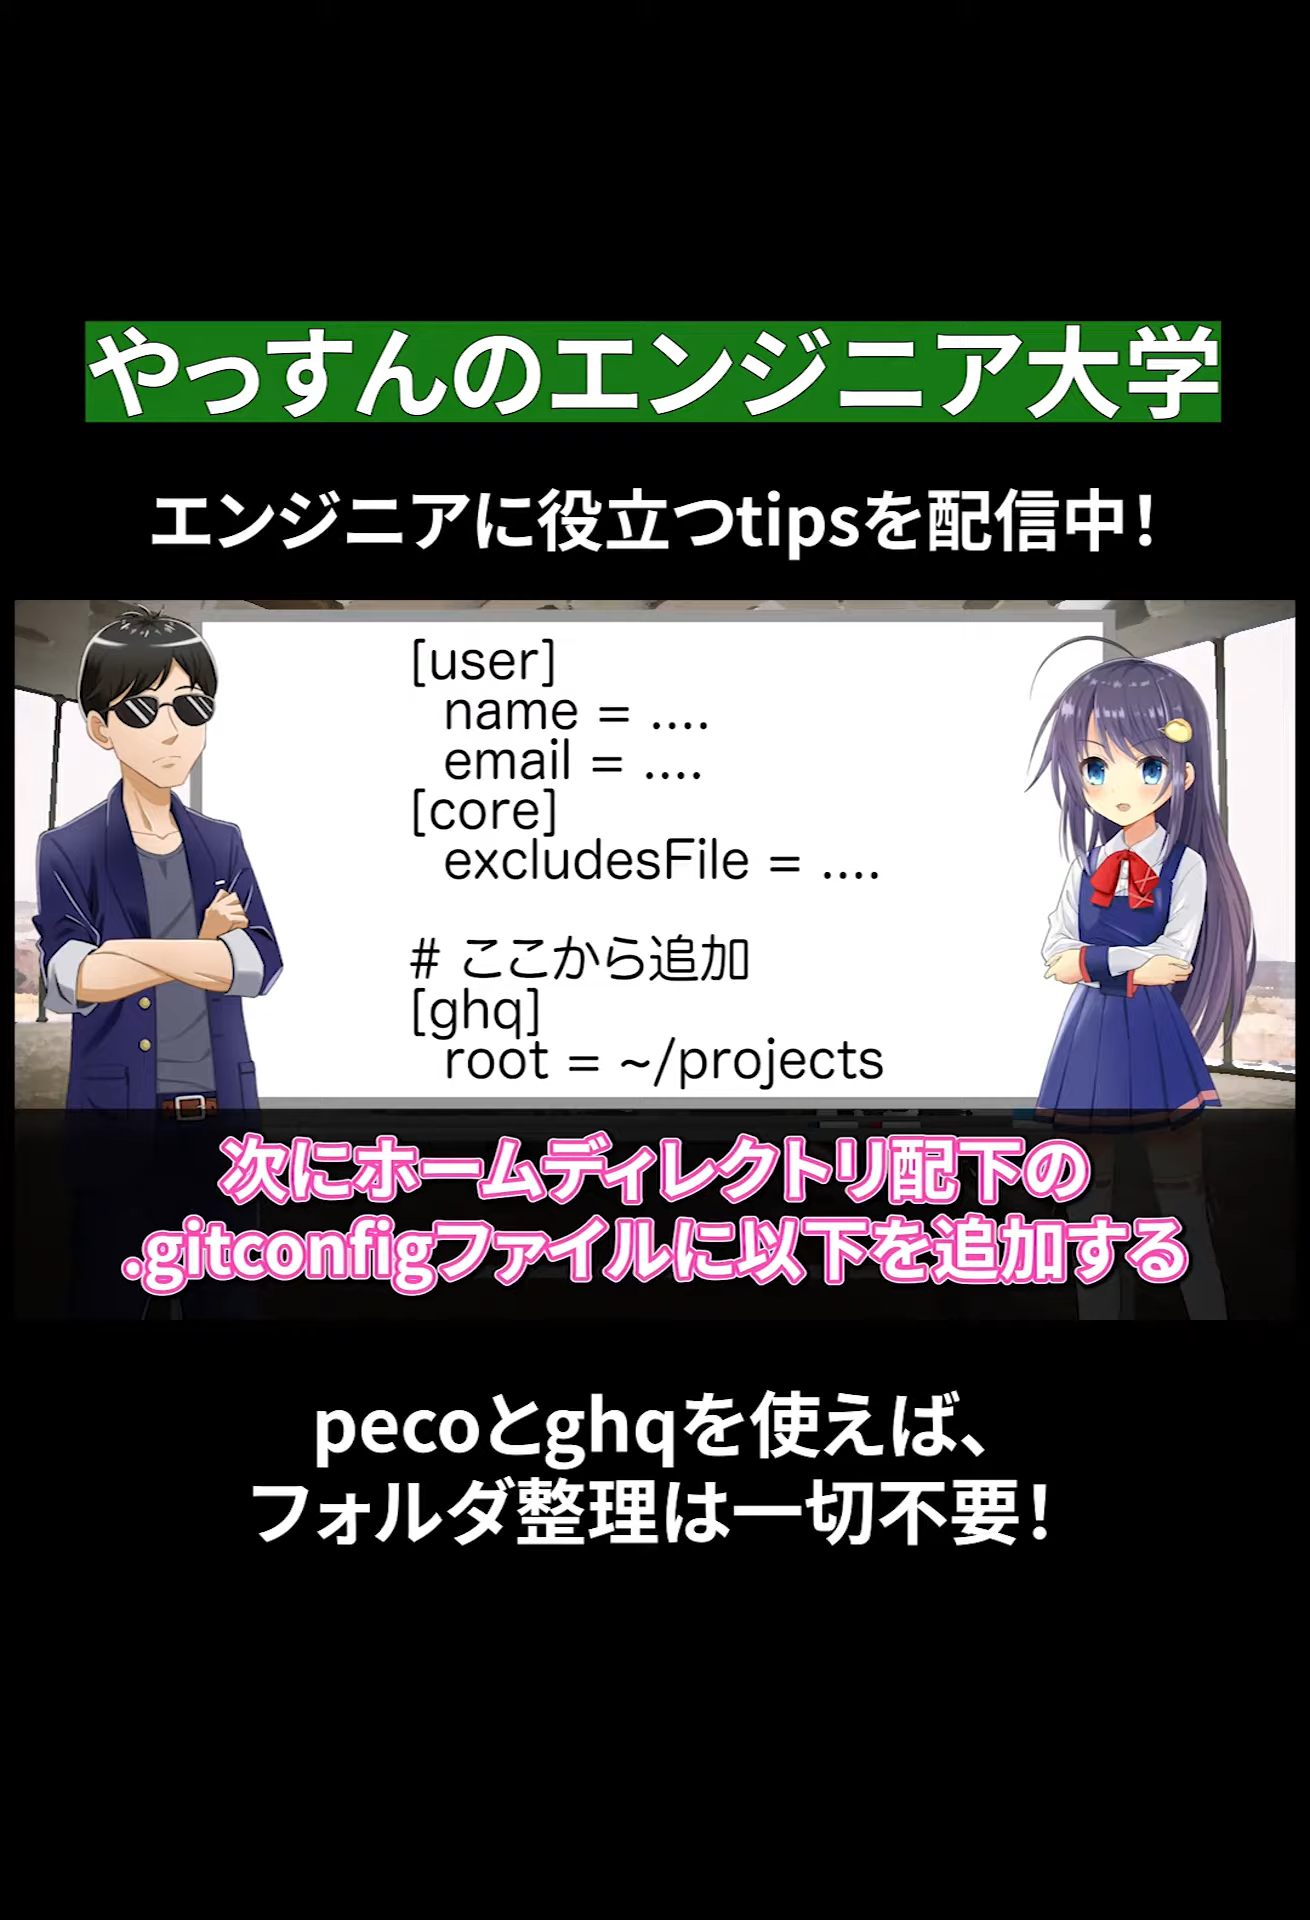 やっすんのエンジニア大学
エンジニアに役立つtipsを配信中!
[user]
name = ....
email = ....
[core]
excludesFile = ....
# ここから追加
[ghq]
root = ~/projects
次にホームディレクトリ配下の
.gitconfigファイルに以下を追加する
pecoとghqを使えば、
フォルダ整理は一切不要!